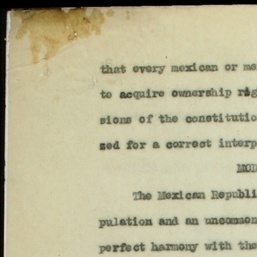 that every mexican or me
to acquire ownership rig
sions of the constitutio
sed for a correct interp
MOD
The Mexican Republi
pulation and an uncommon
perfect harmony with the